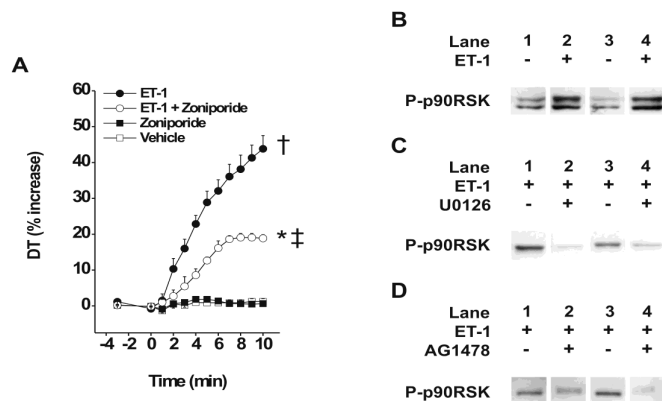 A
DT (% increase)
60
50
40
30
20
10
0
-4 -2 0 2 4 6 8 10
Time (min)
ET-1
ET-1 + Zoniporide
Zoniporide
Vehicle
†
*‡
B
Lane 1 2 3 4
ET-1 - + - +
P-p90RSK
C
Lane 1 2 3 4
ET-1 + + + +
U0126 - + - +
P-p90RSK
D
Lane 1 2 3 4
ET-1 + + + +
AG1478 - + - +
P-p90RSK